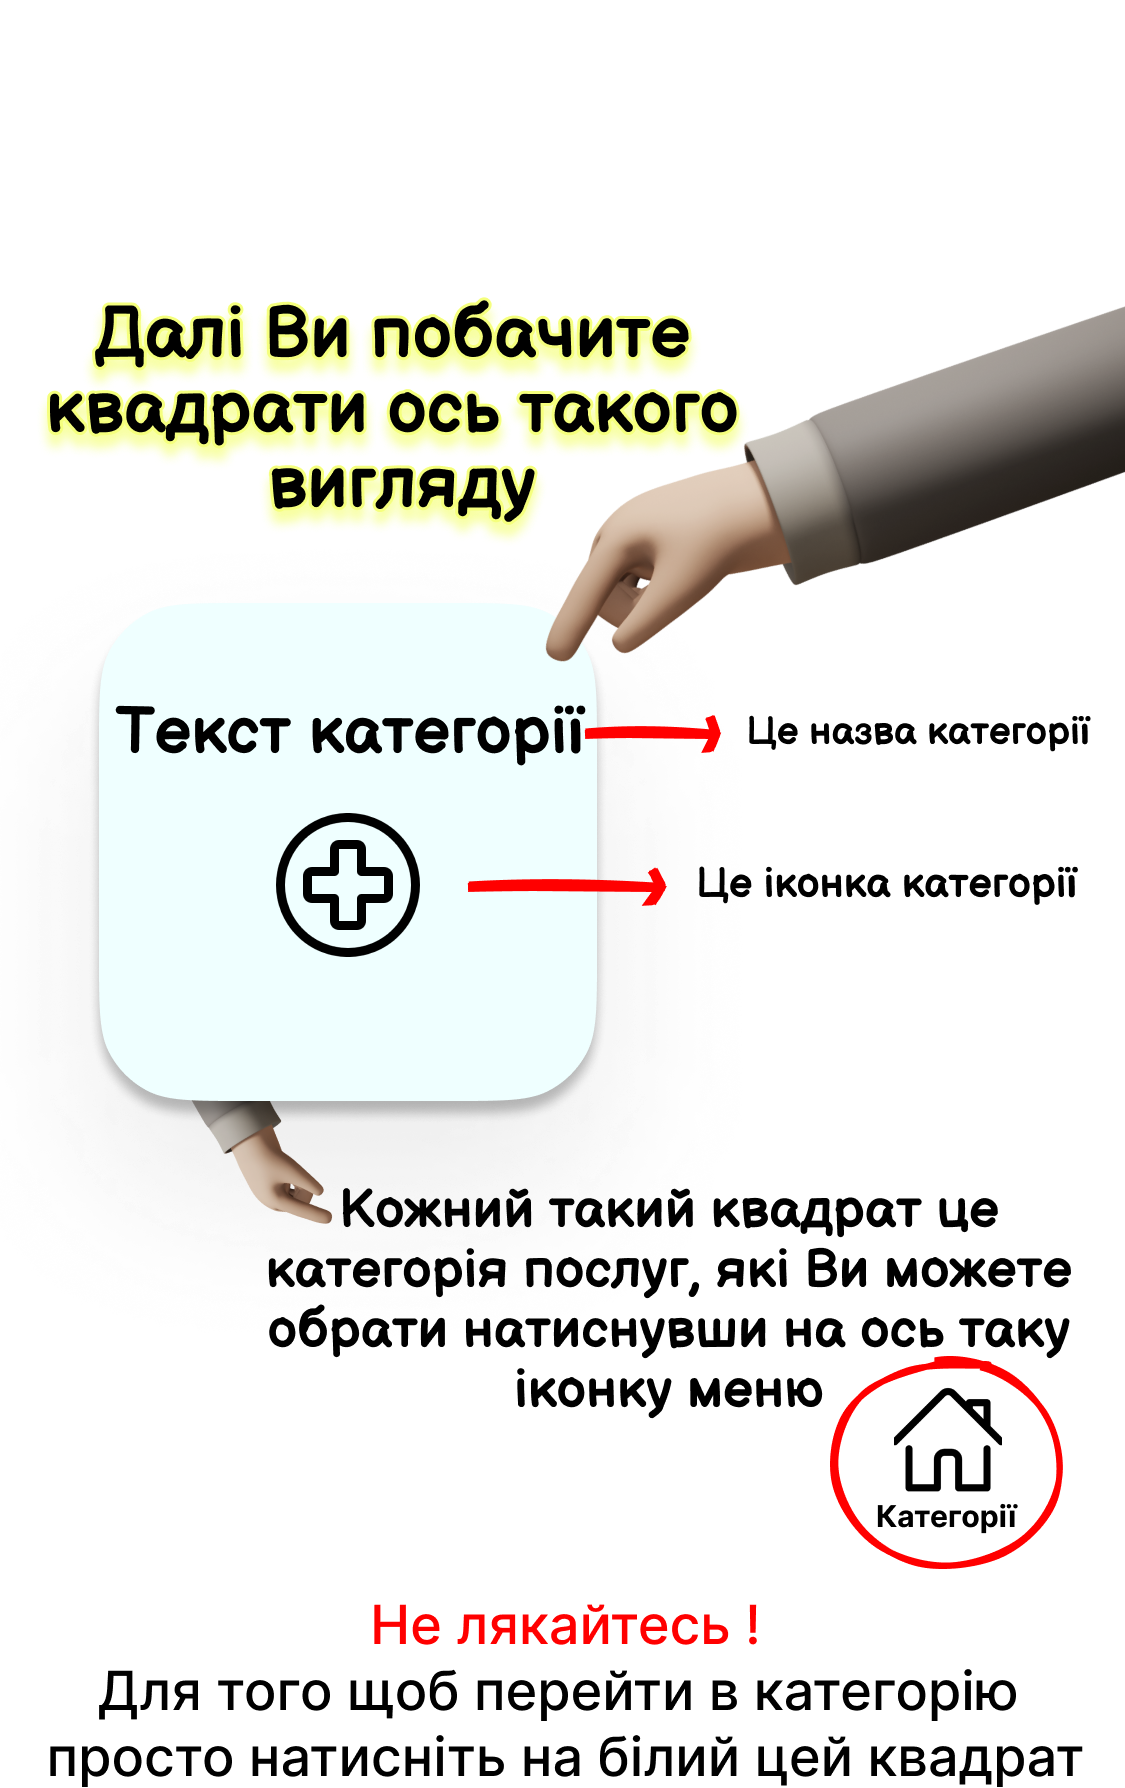 Далі Ви побачите
квадрати ось такого
вигляду
Текст категорії
Це назва категорії
Це іконка категорії
Кожний такий квадрат це
категорія послуг, які Ви можете
обрати натиснувши на ось таку
іконку меню
Категорії
Не лякайтесь !
Для того щоб перейти в категорію
просто натисніть на білий цей квадрат